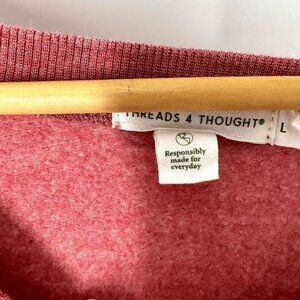 THREADS 4 THOUGHT®
L
Responsibly
made for
everyday